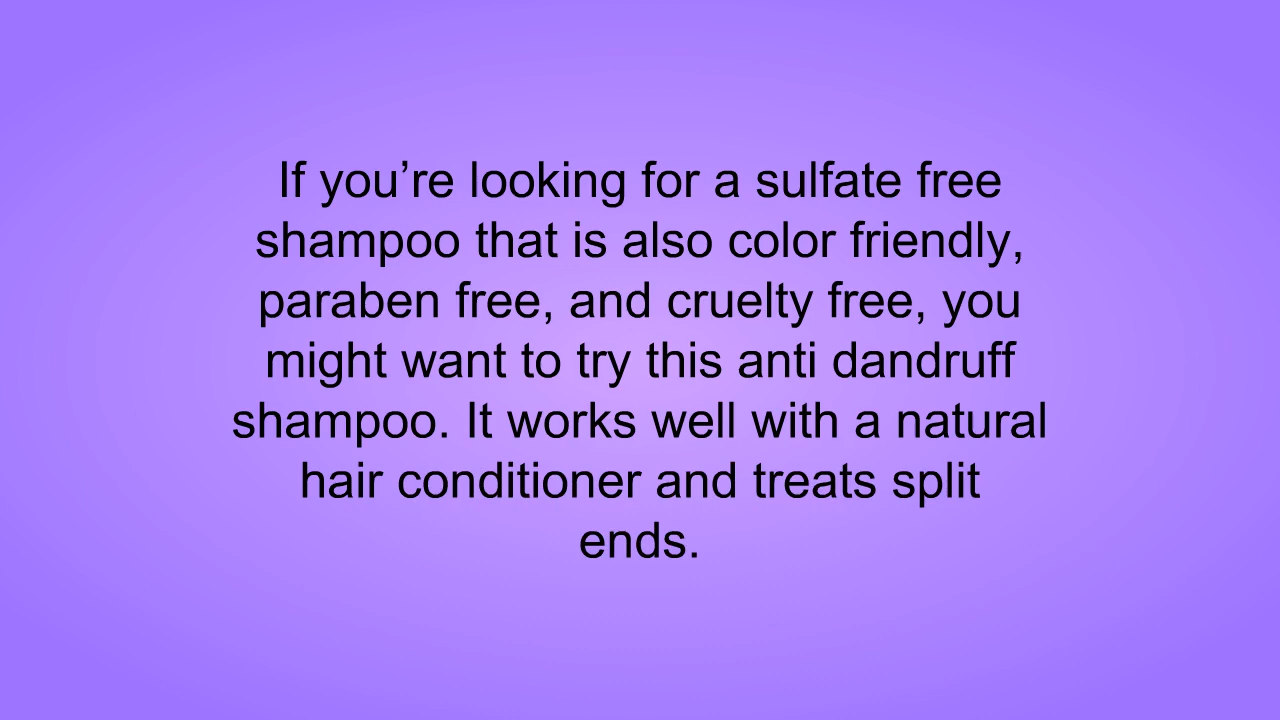 If you’re looking for a sulfate free
shampoo that is also color friendly,
paraben free, and cruelty free, you
might want to try this anti dandruff
shampoo. It works well with a natural
hair conditioner and treats split
ends.